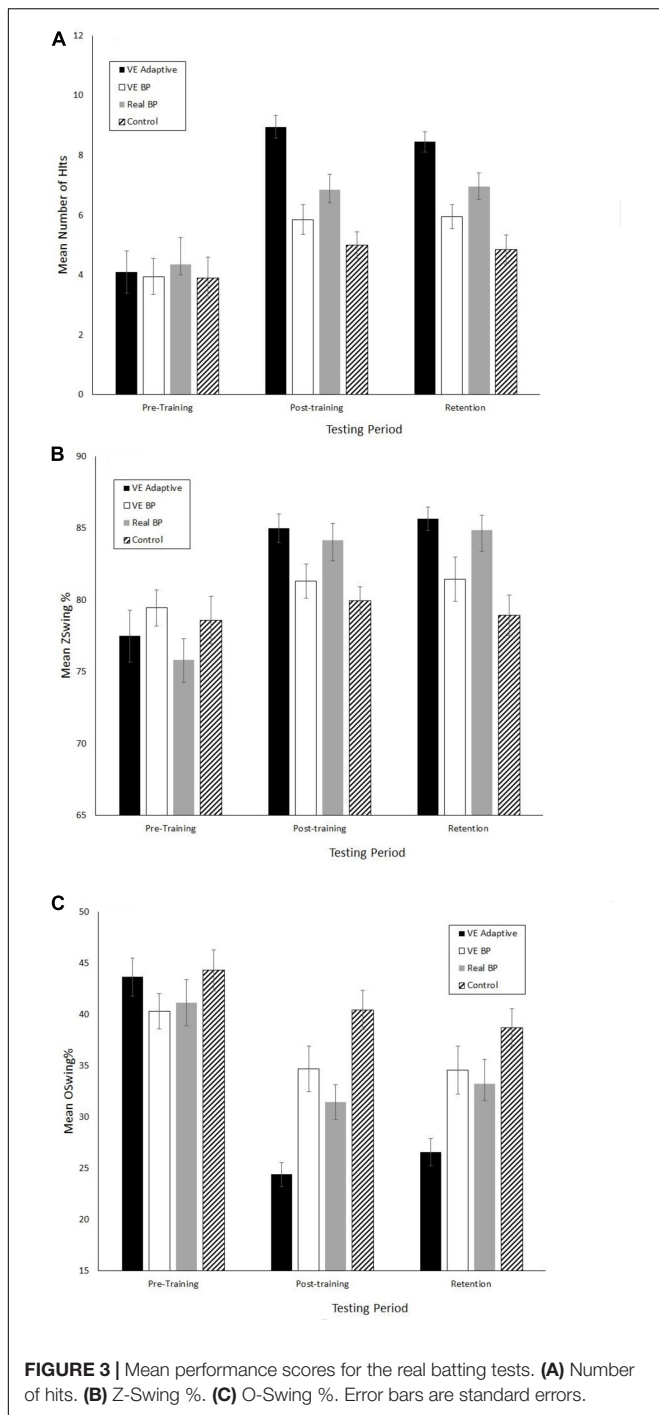 A
12
10
8
6
4
2
0
Mean Number of HIts
VE Adaptive
VE BP
Real BP
Control
Pre-Training Post-training Retention
Testing Period
B
90
85
80
75
70
65
Mean ZSwing %
VE Adaptive
VE BP
Real BP
Control
Pre-Training Post-training Retention
Testing Period
C
50
45
40
35
30
25
20
15
Mean OSwing%
VE Adaptive
VE BP
Real BP
Control
Pre-Training Post-training Retention
Testing Period
FIGURE 3 | Mean performance scores for the real batting tests. (A) Number
of hits. (B) Z-Swing %. (C) O-Swing %. Error bars are standard errors.